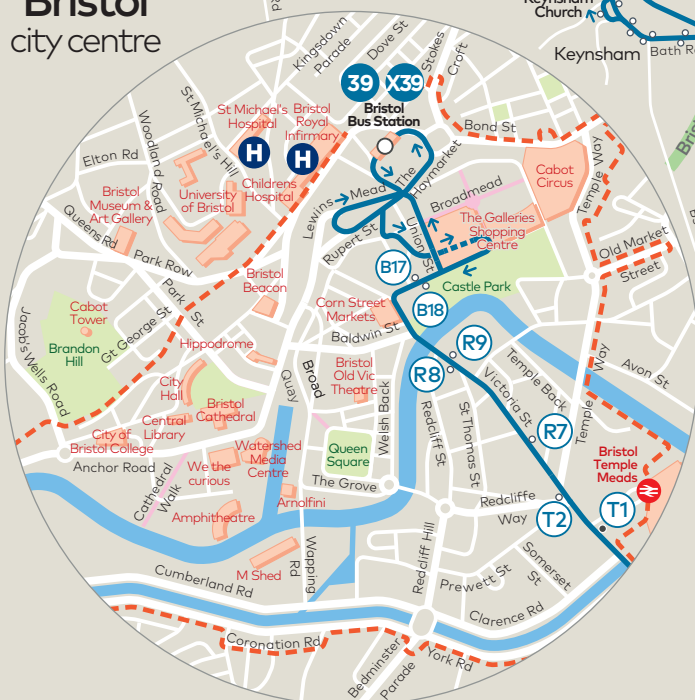 Bristol
city centre
Keynsham
Church
Keynsham
Bath R
Rd
Kingsdown
Parade
Dove St
Stokes
Croft
39
X39
Bristol
Bus Station
St Michael's
Hospital
Bristol
Royal
Infirmary
H
H
Childrens
Hospital
Bond St
Woodland Road
St Michael's Hill
Elton Rd
University
of Bristol
Bristol
Museum &
Art Gallery
Queens Rd
Park Row
Park St
The
Haymarket
Lewins Mead
Rupert St
Union St
Broadmead
The Galleries
Shopping
Centre
Cabot
Circus
Temple Way
Old Market
Street
B17
B18
Castle Park
Bristol
Beacon
Corn Street
Markets
Baldwin St
Cabot
Tower
Brandon
Hill
Gt George St
Jacob's Wells Road
Hippodrome
City
Hall
Bristol
Cathedral
Central
Library
City of
Bristol College
Anchor Road
Cathedral
Walk
We the
curious
Watershed
Media
Centre
Amphitheatre
Arnolfini
M Shed
Quay
Broad
Bristol
Old Vic
Theatre
Welsh Back
Queen
Square
The Grove
R9
R8
Redcliff St
St Thomas St
Victoria St
Temple Back
Temple Way
Avon St
R7
Bristol
Temple
Meads
T1
T2
Redcliffe
Way
Redcliff Hill
Prewett St
Somerset
St
Clarence Rd
Wapping
Rd
Cumberland Rd
Coronation Rd
Bedminster
Parade
York Rd